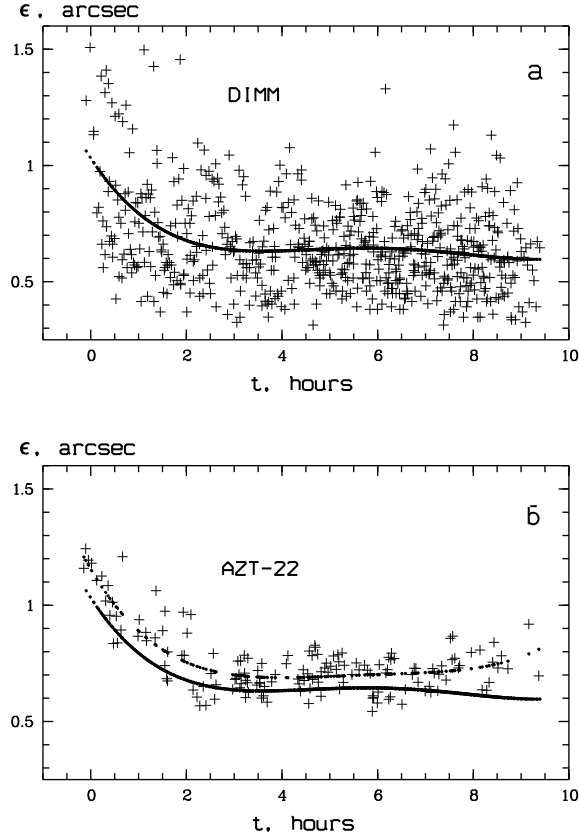 ε, arcsec
1.5
a
DIMM
1
0.5
0 2 4 6 8 10
t, hours
ε, arcsec
1.5
b
AZT-22
1
0.5
0 2 4 6 8 10
t, hours